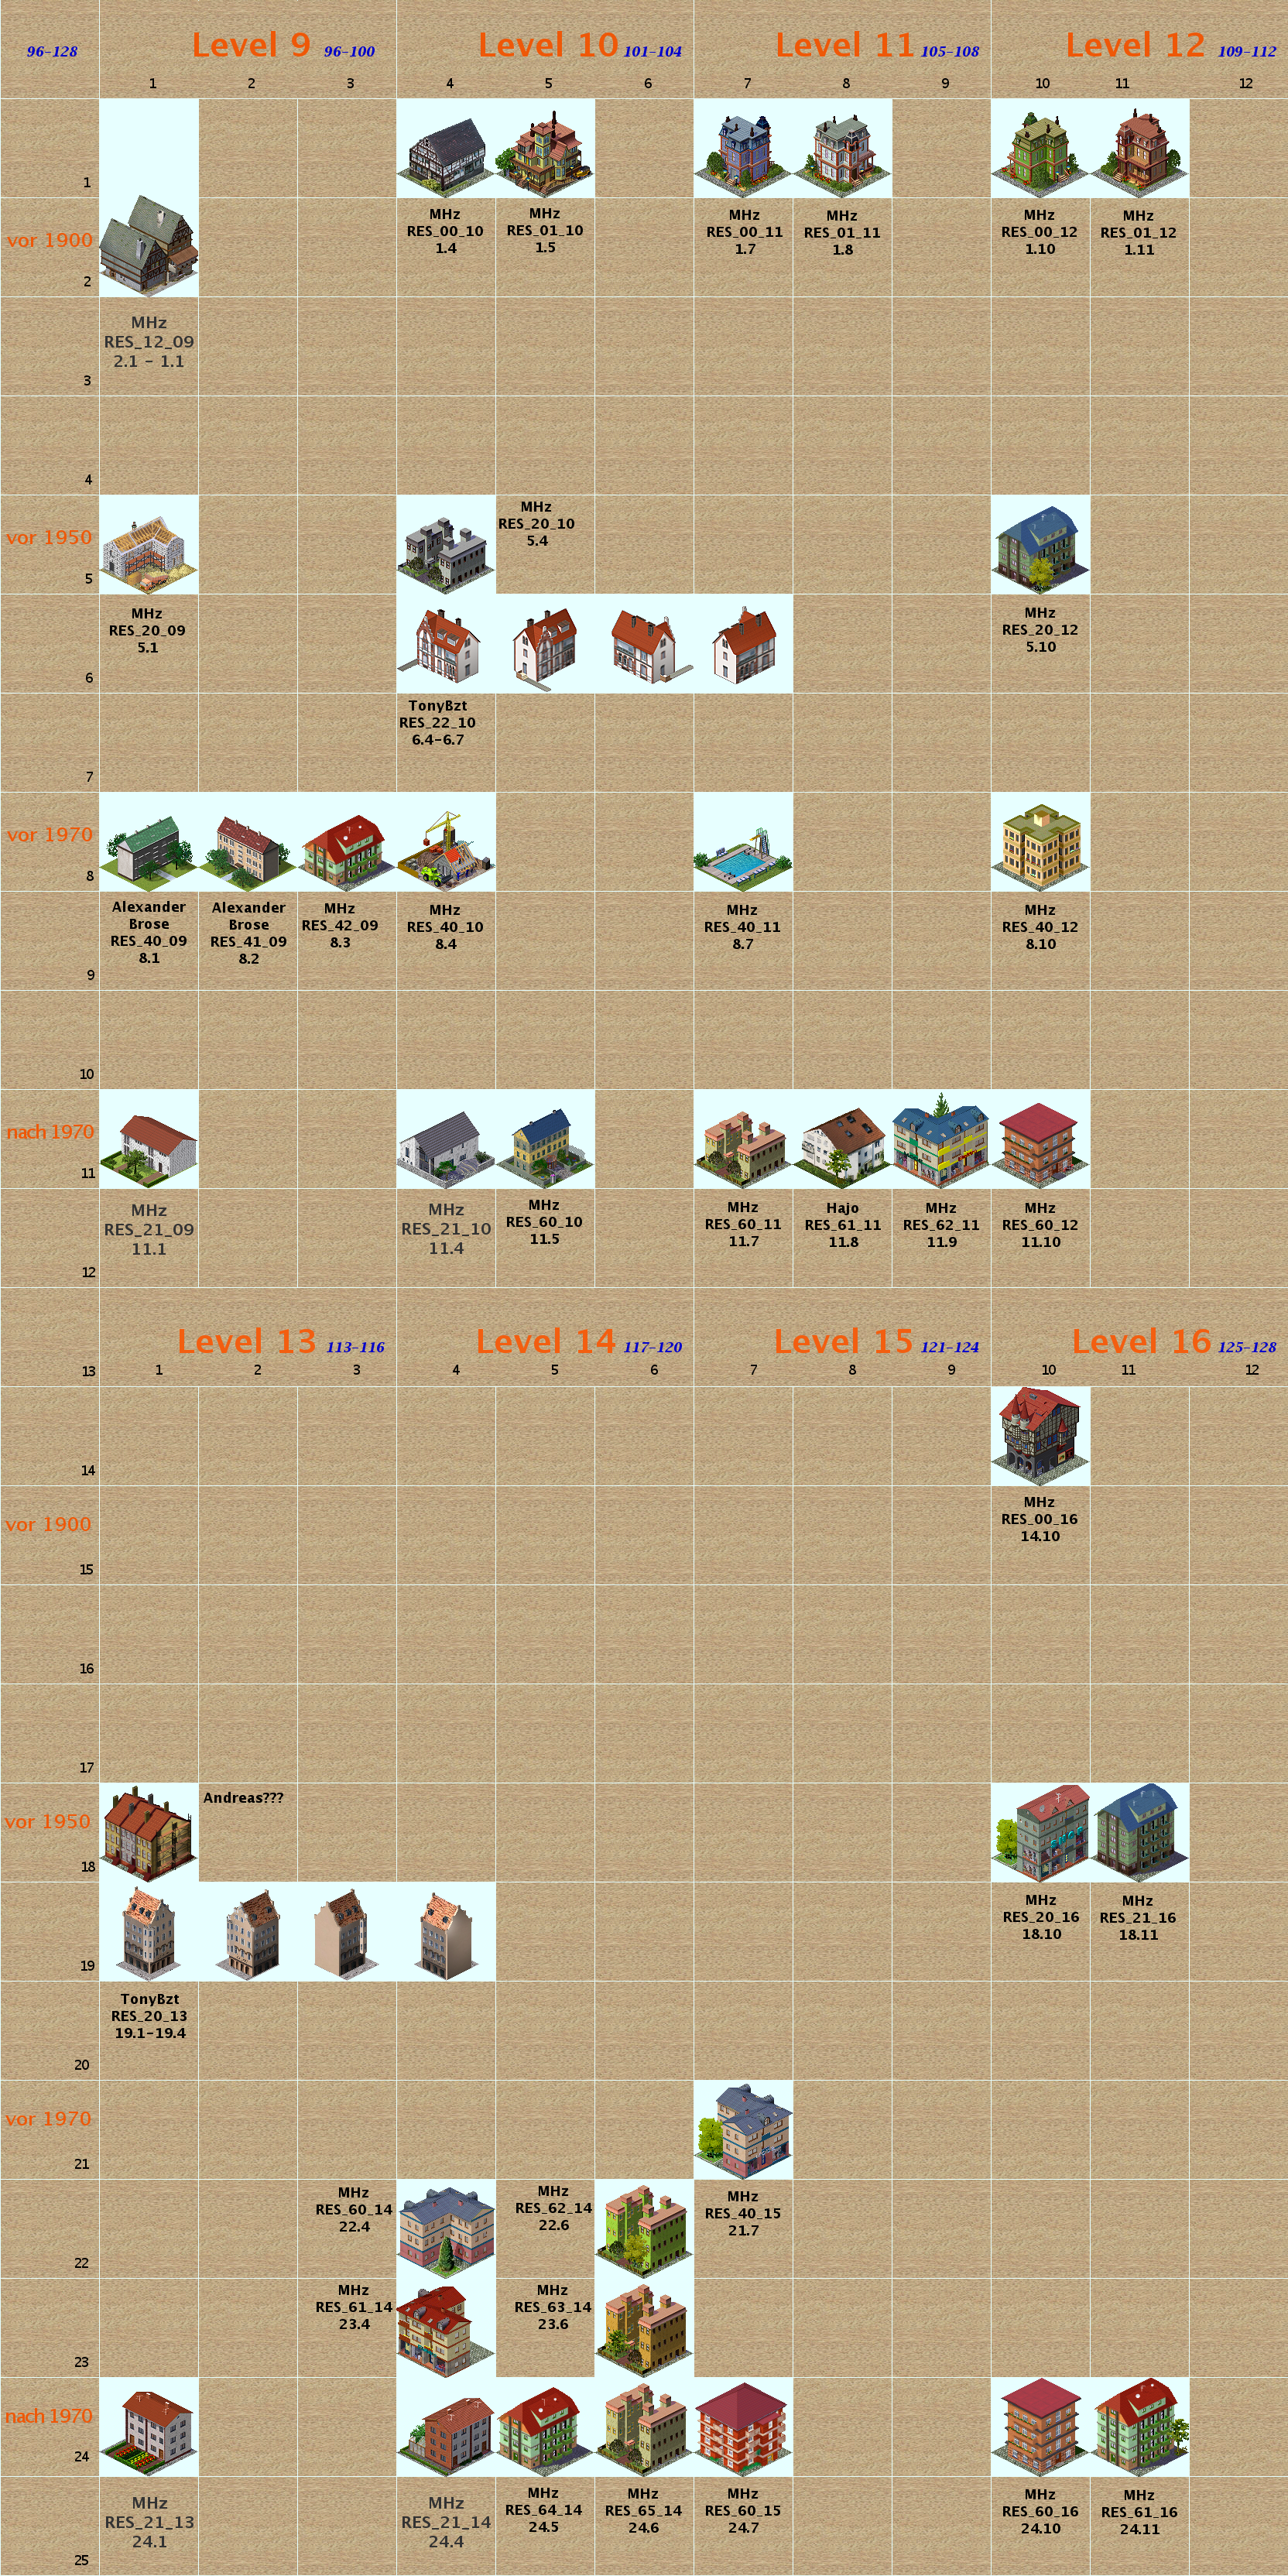 96-128 Level 9 96-100 Level 10 101-104 Level 11 105-108 Level 12 109-112
1 2 3 4 5 6 7 8 9 10 11 12
1
MHz MHz MHz MHz MHz MHz
RES_00_10 RES_01_10 RES_00_11 RES_01_11 RES_00_12 RES_01_12
vor 1900
1.4 1.5 1.7 1.8 1.10 1.11
2
MHz
RES_12_09
2.1 - 1.1
3
4
MHz
RES_20_10
vor 1950
5.4
5
MHz MHz
RES_20_09 RES_20_12
5.1 5.10
6
TonyBzt
RES_22_10
6.4-6.7
7
vor 1970
8
Alexander Alexander MHz MHz MHz MHz
Brose Brose RES_42_09 RES_40_10 RES_40_11 RES_40_12
RES_40_09 RES_41_09 8.3 8.4 8.7 8.10
8.1 8.2
9
10
nach 1970
11
MHz MHz MHz MHz Hajo MHz MHz
RES_21_09 RES_21_10 RES_60_10 RES_60_11 RES_61_11 RES_62_11 RES_60_12
11.1 11.4 11.5 11.7 11.8 11.9 11.10
12
Level 13 113-116 Level 14 117-120 Level 15 121-124 Level 16 125-128
13 1 2 3 4 5 6 7 8 9 10 11 12
14
MHz
RES_00_16
vor 1900
14.10
15
16
17
Andreas???
vor 1950
18
MHz MHz
RES_20_16 RES_21_16
18.10 18.11
19
TonyBzt
RES_20_13
19.1-19.4
20
vor 1970
21
MHz MHz MHz
RES_60_14 RES_62_14 RES_40_15
22.4 22.6 21.7
22
MHz MHz
RES_61_14 RES_63_14
23.4 23.6
23
nach 1970
24
MHz MHz MHz MHz MHz MHz MHz
RES_21_13 RES_21_14 RES_64_14 RES_65_14 RES_60_15 RES_60_16 RES_61_16
24.1 24.4 24.5 24.6 24.7 24.10 24.11
25